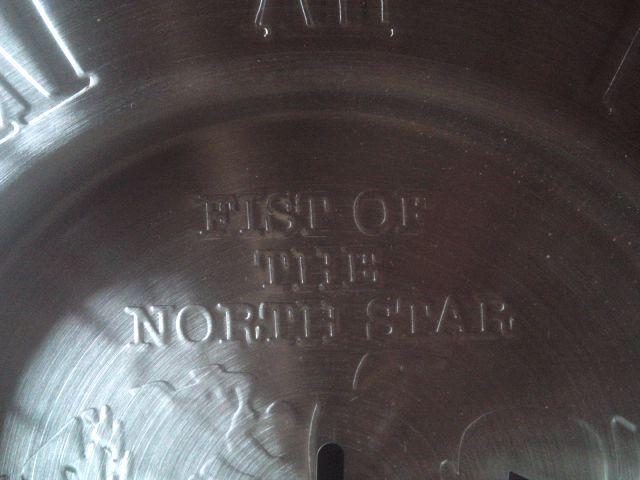 FIST OF
THE
NORTH STAR